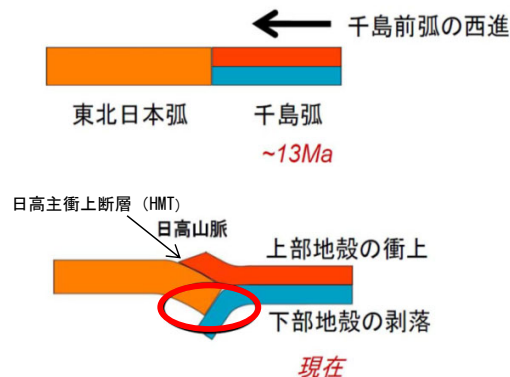 千島前弧の西進
東北日本弧
千島弧
~13Ma
日高主衝上断層（HMT）
日高山脈
上部地殻の衝上
下部地殻の剥落
現在